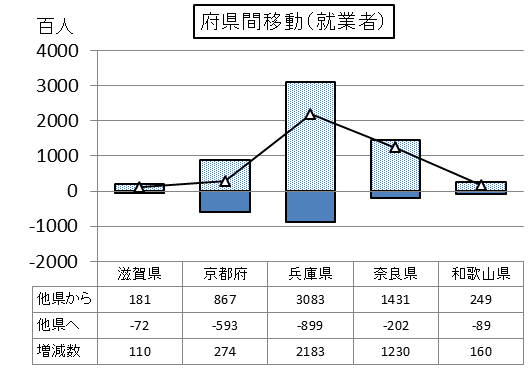 府県間移動(就業者)
百人
4000
3000
2000
1000
0
-1000
-2000
滋賀県 京都府 兵庫県 奈良県 和歌山県
他県から 181 867 3083 1431 249
他県へ -72 -593 -899 -202 -89
増減数 110 274 2183 1230 160